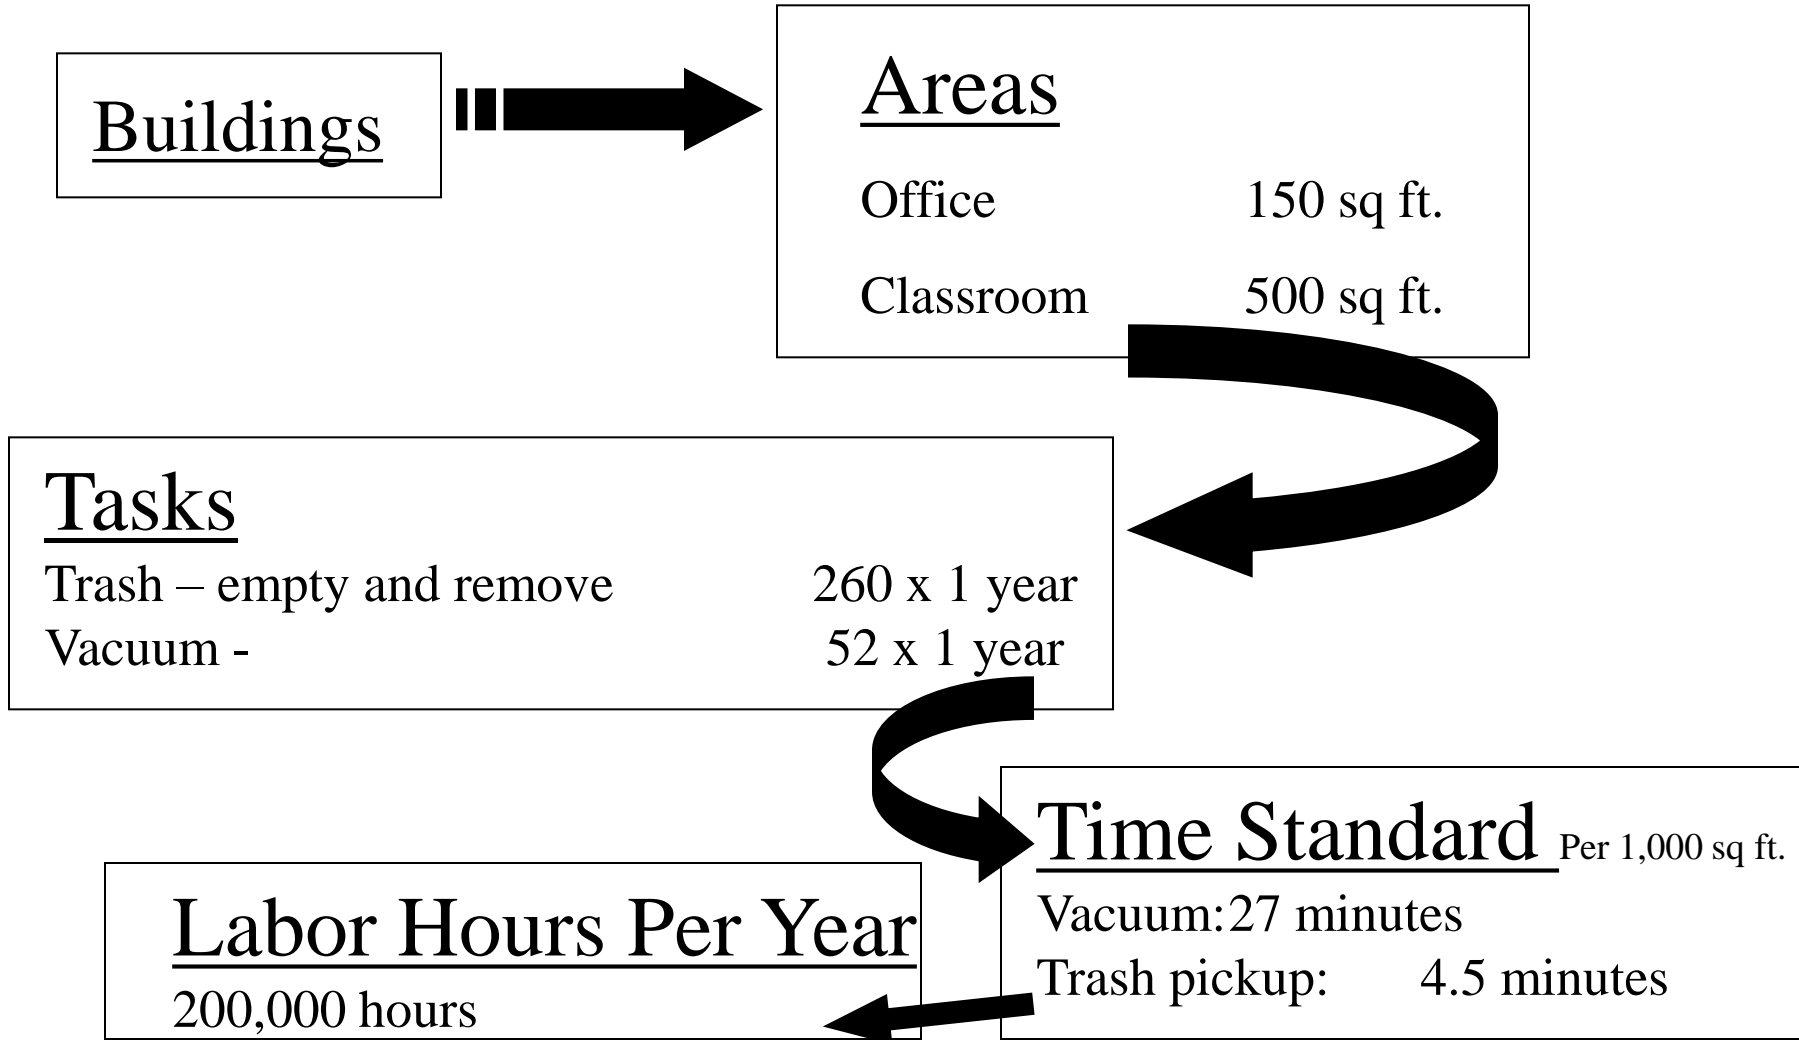 Buildings
Areas
Office 150 sq ft.
Classroom 500 sq ft.
Tasks
Trash – empty and remove 260 x 1 year
Vacuum - 52 x 1 year
Time Standard Per 1,000 sq ft.
Vacuum: 27 minutes
Trash pickup: 4.5 minutes
Labor Hours Per Year
200,000 hours